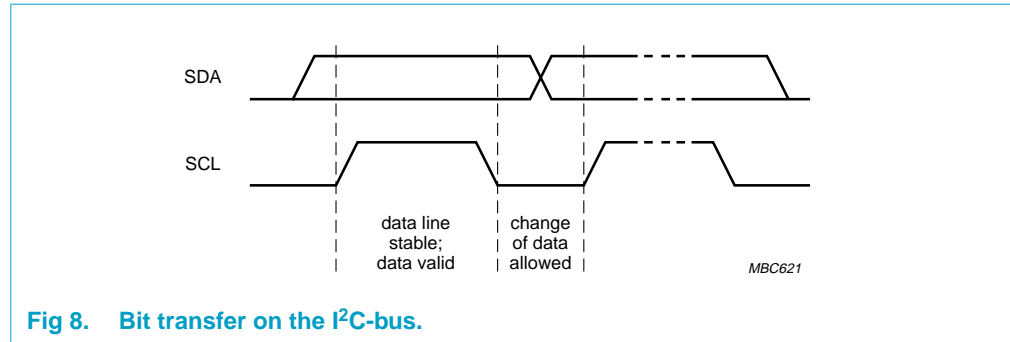 SDA
SCL
data line
stable;
data valid
change
of data
allowed
MBC621
Fig 8. Bit transfer on the I²C-bus.